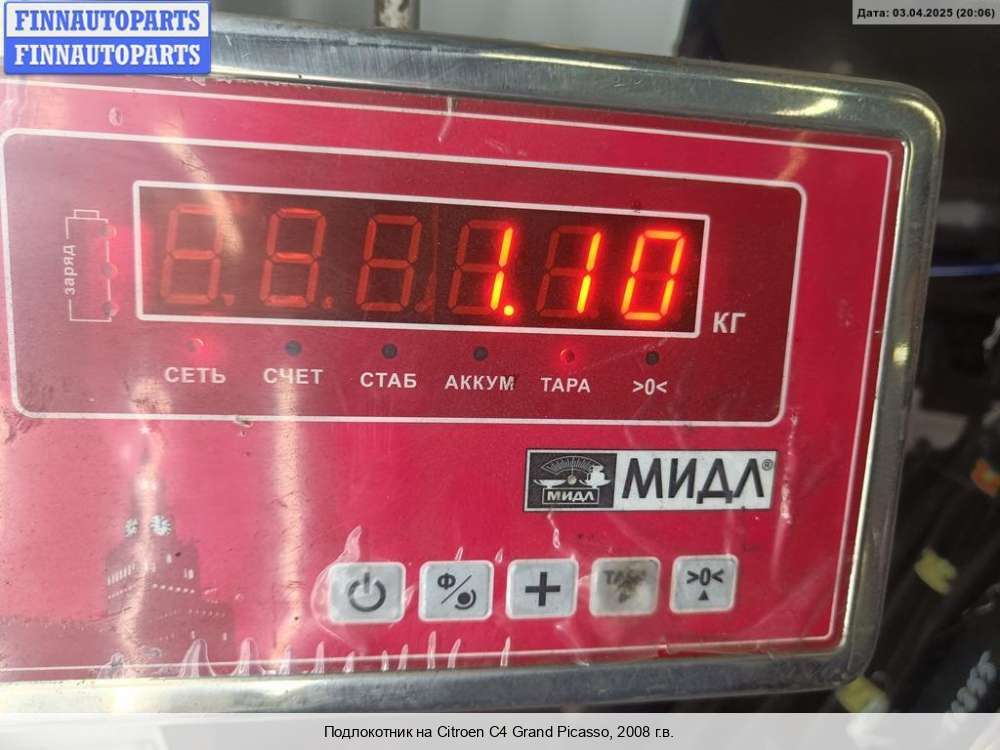 FINNAUTOPARTS
FINNAUTOPARTS
Дата: 03.04.2025 (20:06)
заряд
1.10
КГ
СЕТЬ СЧЕТ СТАБ АККУМ ТАРА >0<
МИДЛ
МИДЛ®
Ф/
+
ТАРА
>0<
Подлокотник на Citroen C4 Grand Picasso, 2008 г.в.